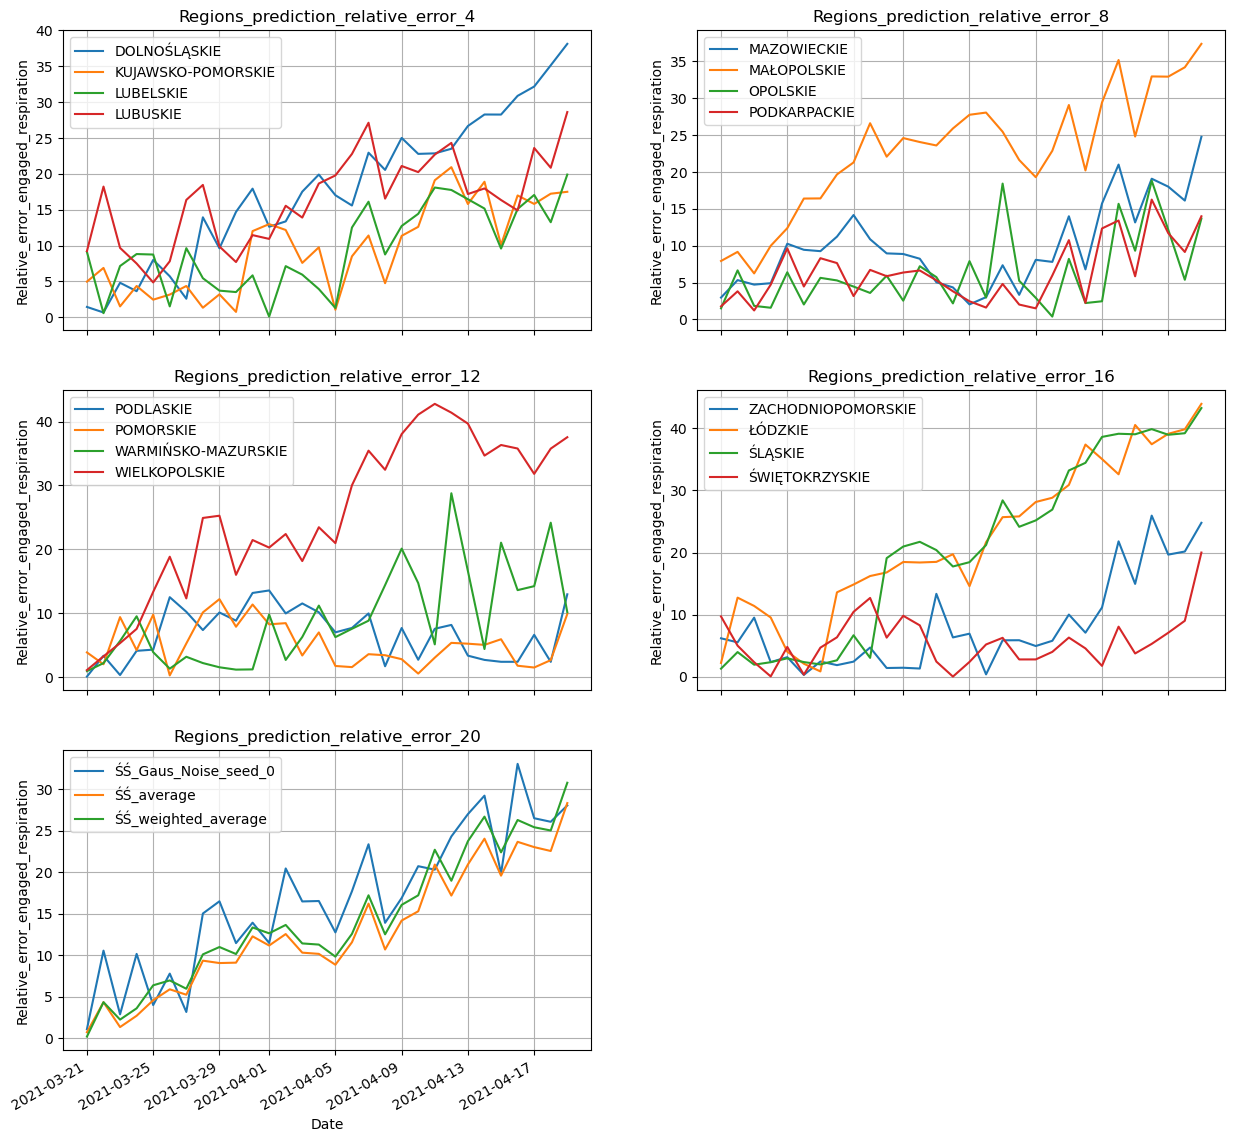 Regions_prediction_relative_error_4
Relative_error_engaged_respiration
40
35
30
25
20
15
10
5
0
DOLNOŚLĄSKIE
KUJAWSKO-POMORSKIE
LUBELSKIE
LUBUSKIE
Regions_prediction_relative_error_8
Relative_error_engaged_respiration
35
30
25
20
15
10
5
0
MAZOWIECKIE
MAŁOPOLSKIE
OPOLSKIE
PODKARPACKIE
Regions_prediction_relative_error_12
Relative_error_engaged_respiration
40
30
20
10
0
PODLASKIE
POMORSKIE
WARMIŃSKO-MAZURSKIE
WIELKOPOLSKIE
Regions_prediction_relative_error_16
Relative_error_engaged_respiration
40
30
20
10
0
ZACHODNIOPOMORSKIE
ŁÓDZKIE
ŚLĄSKIE
ŚWIĘTOKRZYSKIE
Regions_prediction_relative_error_20
Relative_error_engaged_respiration
30
25
20
15
10
5
0
ŚŚ_Gaus_Noise_seed_0
ŚŚ_average
ŚŚ_weighted_average
2021-03-21
2021-03-25
2021-03-29
2021-04-01
2021-04-05
2021-04-09
2021-04-13
2021-04-17
Date